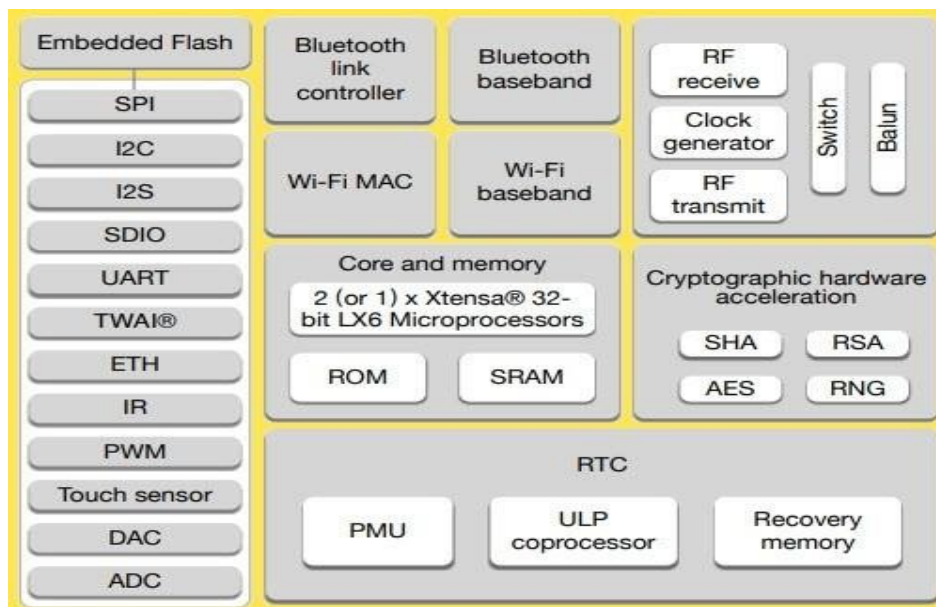 Embedded Flash
SPI
I2C
I2S
SDIO
UART
TWAI®
ETH
IR
PWM
Touch sensor
DAC
ADC
Bluetooth
link
controller
Bluetooth
baseband
Wi-Fi MAC
Wi-Fi
baseband
RF
receive
Clock
generator
RF
transmit
Switch
Balun
Core and memory
2 (or 1) x Xtensa® 32-
bit LX6 Microprocessors
ROM
SRAM
Cryptographic hardware
acceleration
SHA
RSA
AES
RNG
RTC
PMU
ULP
coprocessor
Recovery
memory